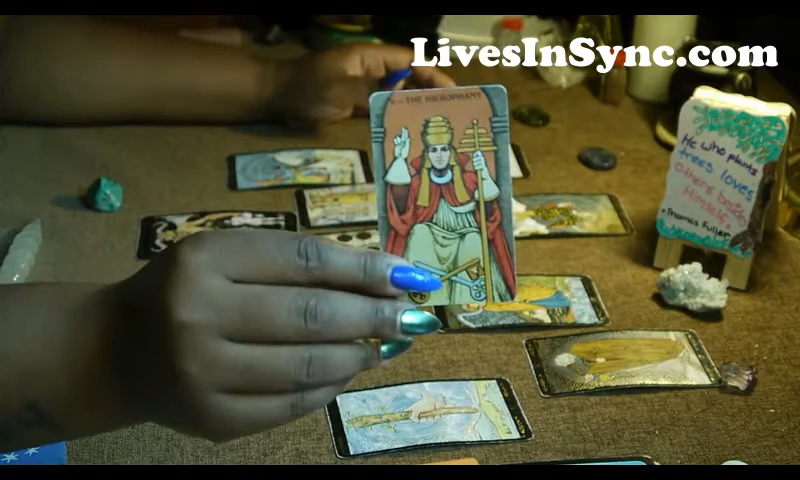 LivesInSync.com
THE HIEROPHANT
He who plants
trees loves
others besides
Himself"
-Thomas Fuller